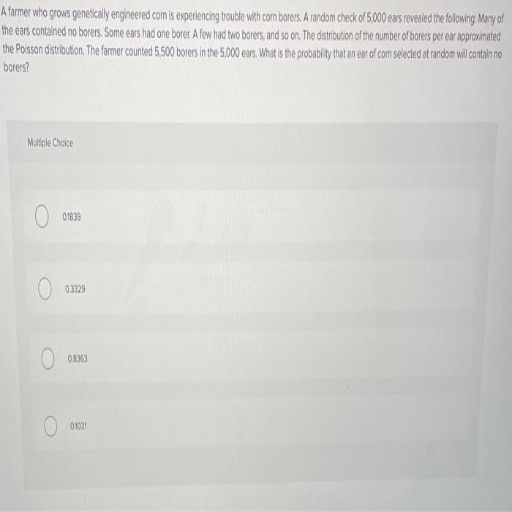 A farmer who grows genetically engineered corn is experiencing trouble with corn borers. A random check of 5,000 ears revealed the following: Many of
the ears contained no borers. Some ears had one borer. A few had two borers, and so on. The distribution of the number of borers per ear approximated
the Poisson distribution. The farmer counted 5,500 borers in the 5,000 ears. What is the probability that an ear of corn selected at random will contain no
borers?
Multiple Choice
0.1839
0.3329
0.8363
0.1031